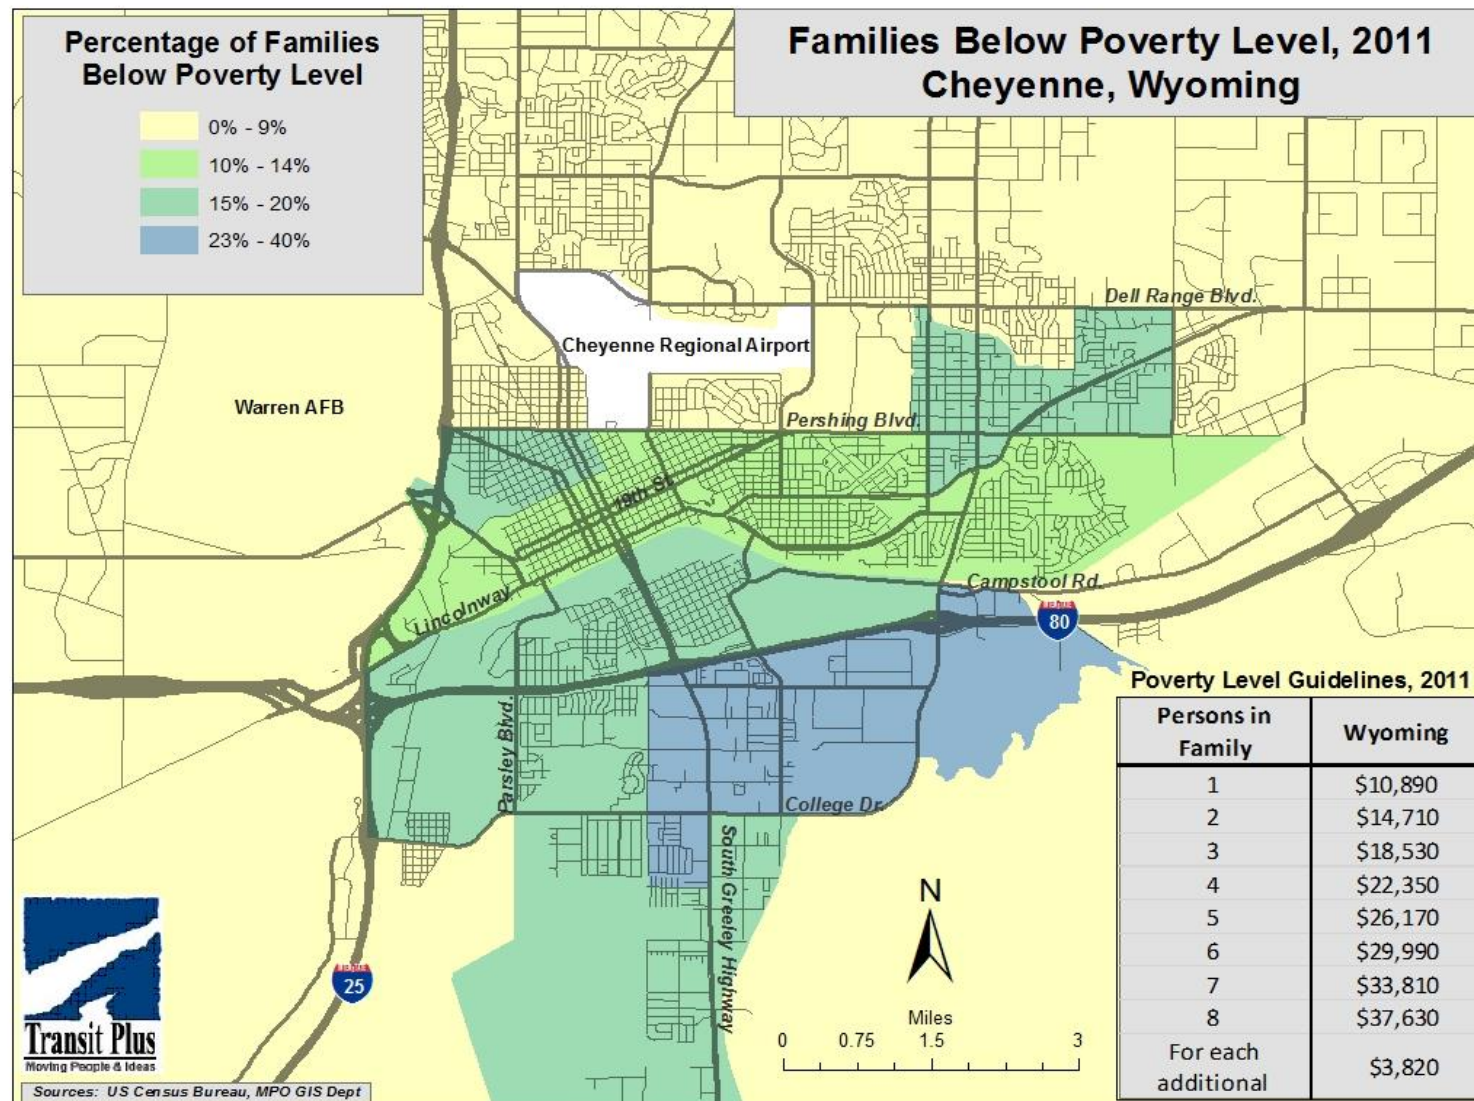 Percentage of Families
Below Poverty Level
0% - 9%
10% - 14%
15% - 20%
23% - 40%
Families Below Poverty Level, 2011
Cheyenne, Wyoming
Dell Range Blvd.
Cheyenne Regional Airport
Warren AFB
Pershing Blvd.
19th St.
Campstool Rd.
Lincolnway
80
Parsley Blvd.
College Dr.
South Greeley Highway
25
Poverty Level Guidelines, 2011
Persons in Family Wyoming
1 $10,890
2 $14,710
3 $18,530
4 $22,350
5 $26,170
6 $29,990
7 $33,810
8 $37,630
For each additional $3,820
N
Miles
0 0.75 1.5 3
Transit Plus
Moving People & Ideas
Sources: US Census Bureau, MPO GIS Dept